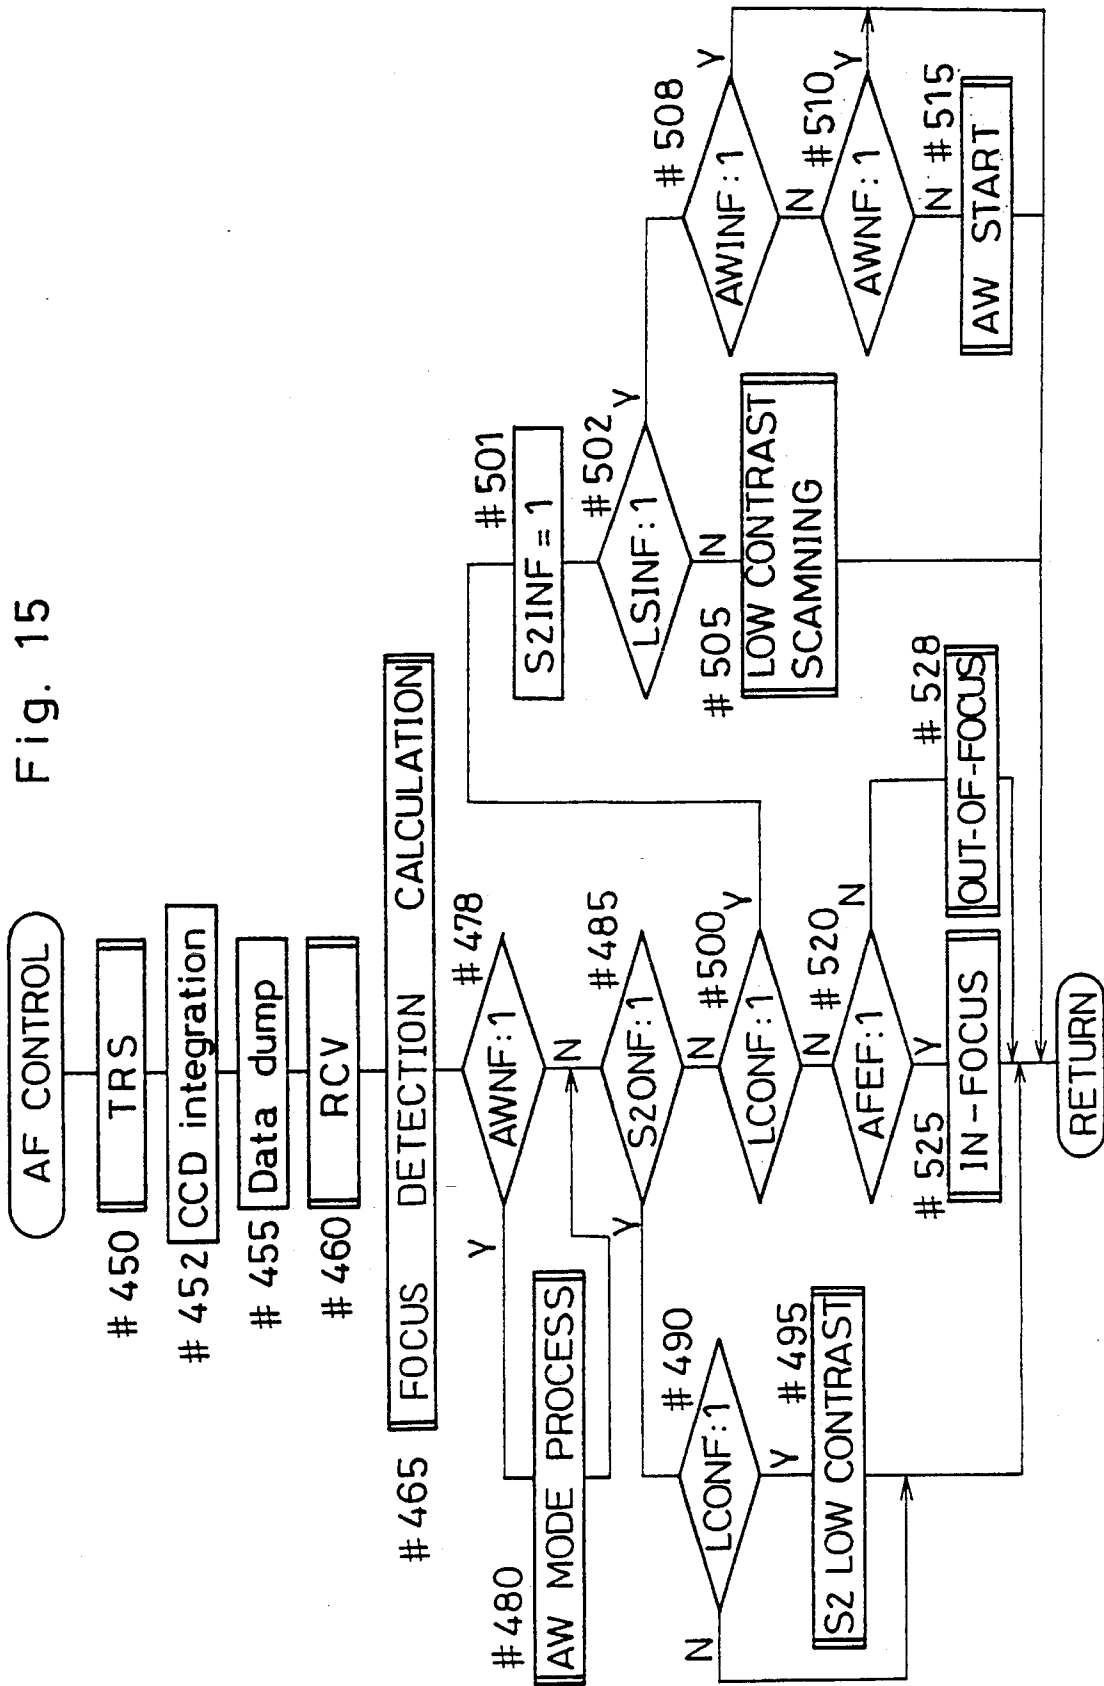 Fig. 15
AF CONTROL
#450
TRS
#452
CCD integration
#455
Data dump
#460
RCV
#465
FOCUS DETECTION CALCULATION
#478
AWNF:1
Y
N
#480
AW MODE PROCESS
#485
S2ONF:1
Y
N
#490
LCONF:1
N
Y
#495
S2 LOW CONTRAST
#500
LCONF:1
Y
N
#501
S2INF=1
#502
LSINF:1
Y
N
#505
LOW CONTRAST
SCAMNING
#508
AWINF:1
Y
N
#510
AWNF:1
Y
N
#515
AW START
#520
AFEF:1
N
Y
#525
IN-FOCUS
#528
OUT-OF-FOCUS
RETURN